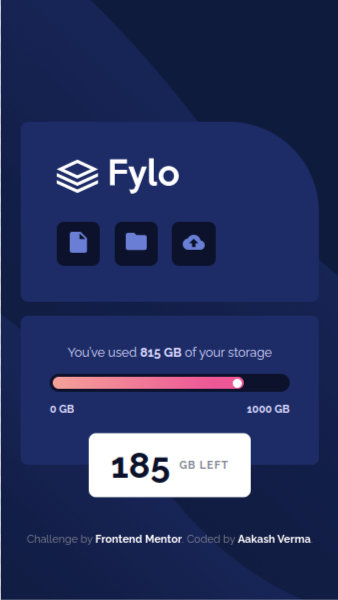 Fylo
You've used 815 GB of your storage
0 GB 1000 GB
185 GB LEFT
Challenge by Frontend Mentor. Coded by Aakash Verma.